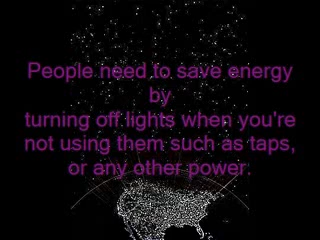 People need to save energy
by
turning off lights when you're
not using them such as taps,
or any other power.